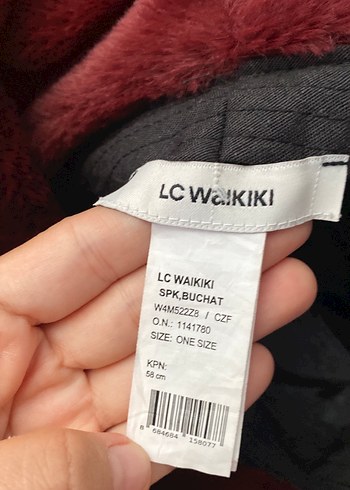 LC WAIKIKI
LC WAIKIKI
SPK,BUCHAT
W4M522Z8 / CZF
O.N.: 1141780
SIZE: ONE SIZE
KPN:
58 cm
8 684684 158077